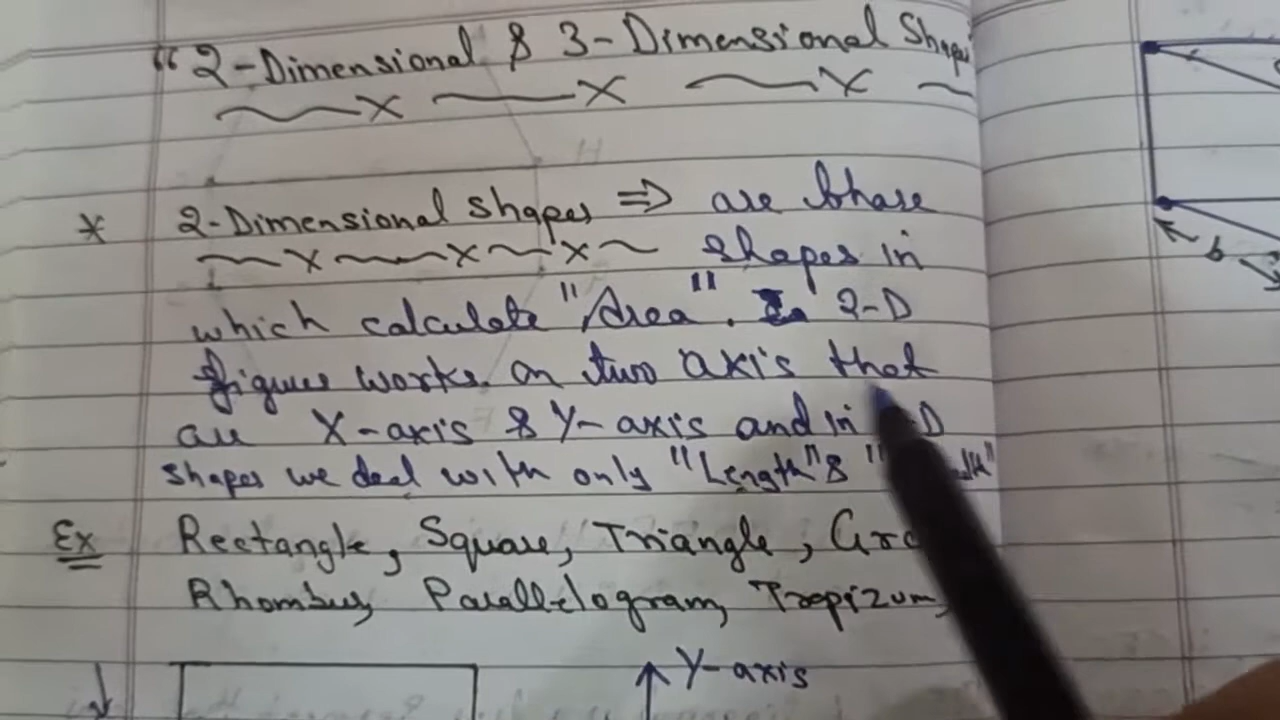 "2-Dimensional & 3-Dimensional Shape
* 2-Dimensional shapes ⇒ are those
shapes in
which calculate "Area". In 2-D
figures works on two axis that
are X-axis & Y-axis and in -D
shapes we deal with only "Length" & "
Ex Rectangle, Square, Triangle, Circ
Rhombus, Parallelogram, Trapizum,
b
Y-axis